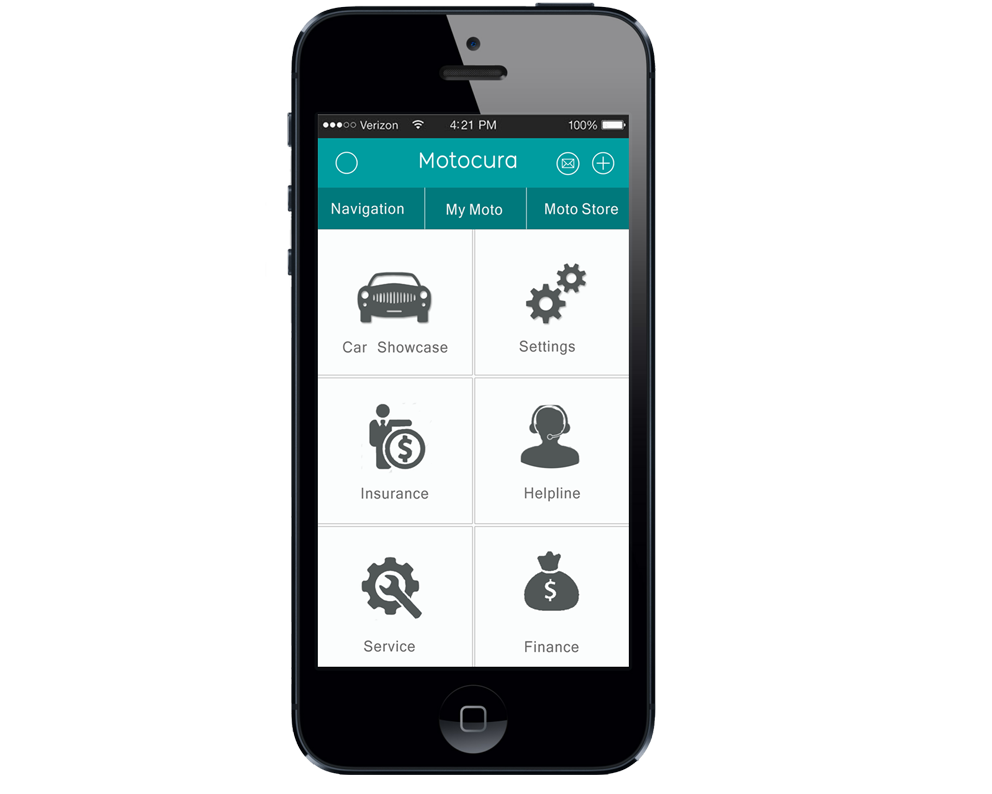 Verizon 4:21 PM 100%
Motocura
Navigation My Moto Moto Store
Car Showcase Settings
$
Insurance Helpline
$
Service Finance